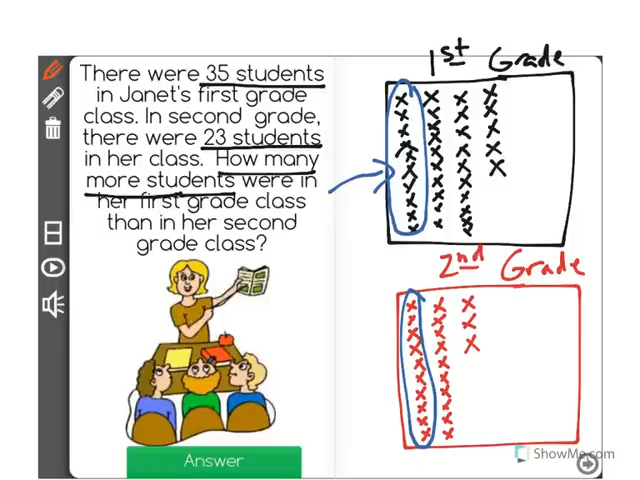 There were 35 students
in Janet's first grade
class. In second grade,
there were 23 students
in her class. How many
more students were in
her first grade class
than in her second
grade class?
Answer
1st Grade
2nd Grade
ShowMe.com